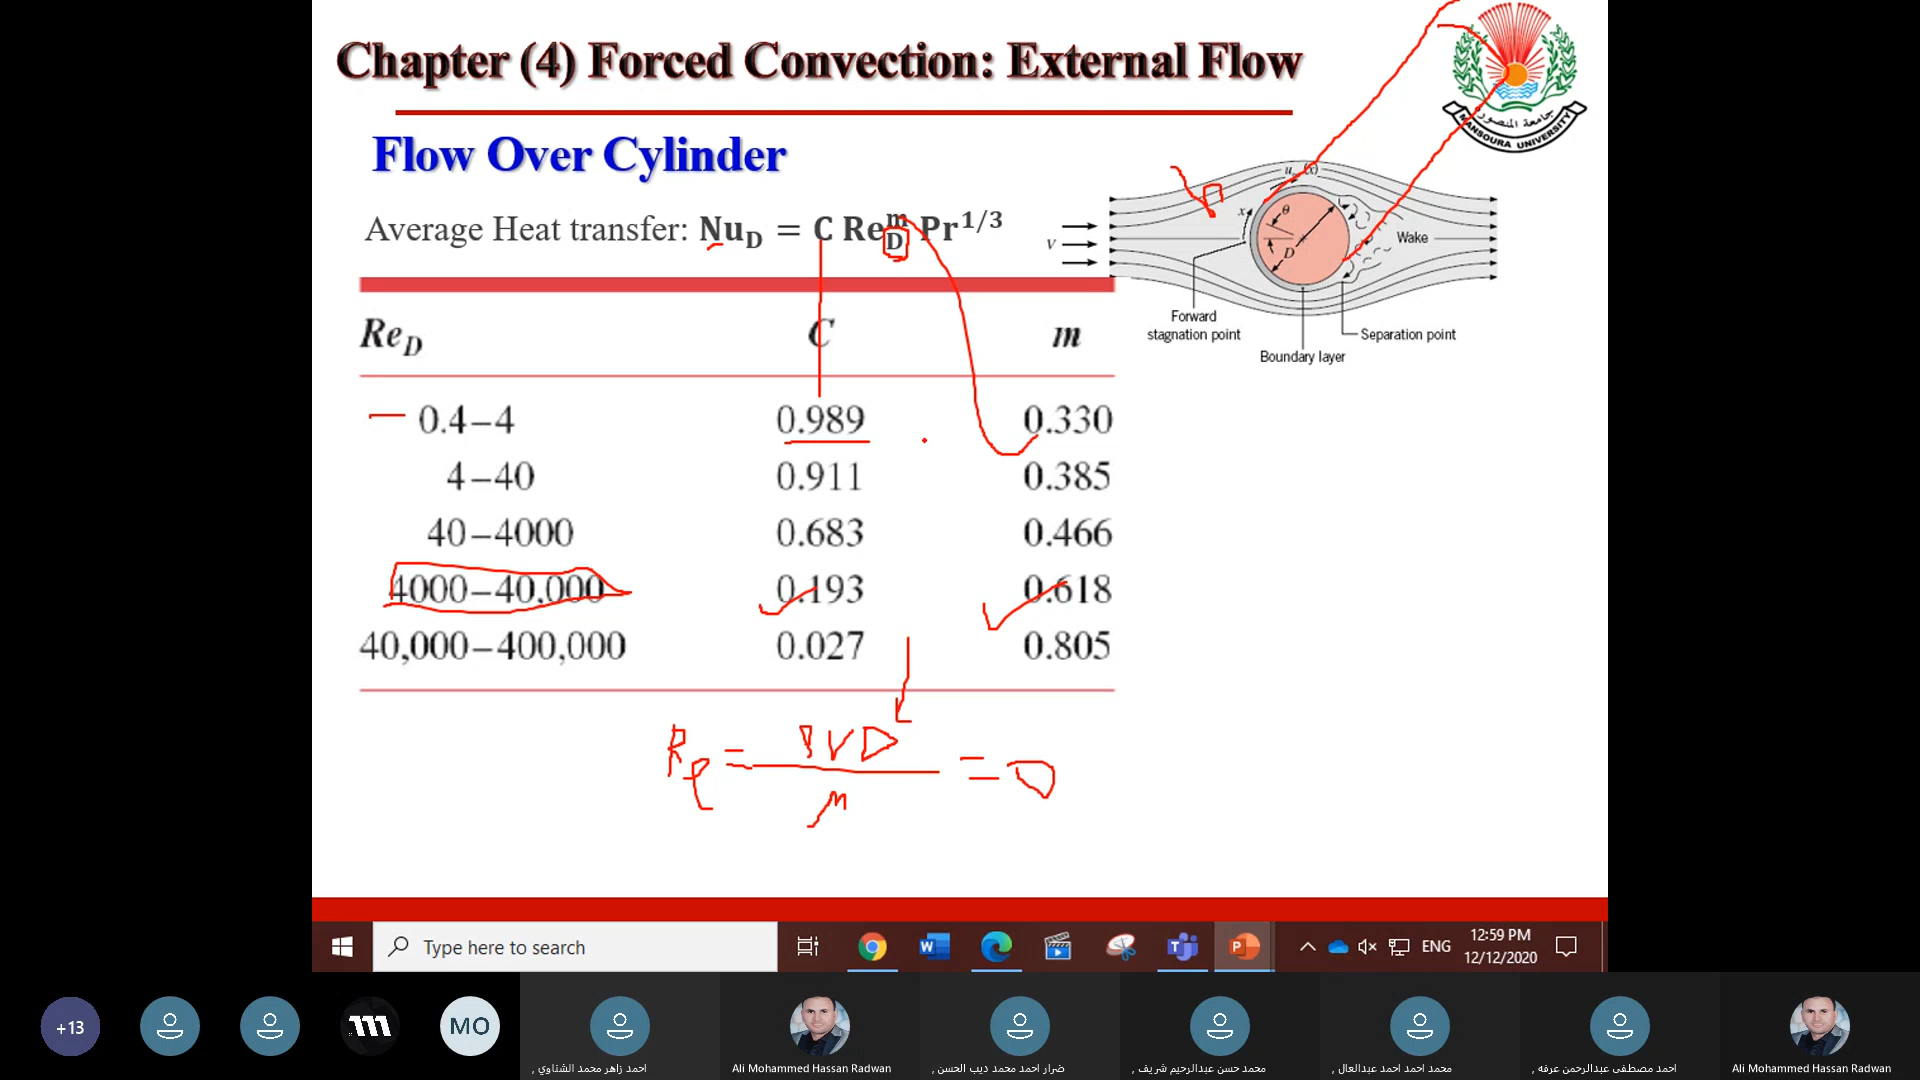 Chapter (4) Forced Convection: External Flow
Flow Over Cylinder
Average Heat transfer: Nu_D = C Re_D^m Pr^1/3
Re_D C m
0.4–4 0.989 0.330
4–40 0.911 0.385
40–4000 0.683 0.466
4000–40,000 0.193 0.618
40,000–400,000 0.027 0.805
Re = ρVD / μ =
جامعة المنصورة
MANSOURA UNIVERSITY
u∞(x)
x θ
V D Wake
Forward
stagnation point
Separation point
Boundary layer
Type here to search
ENG
12:59 PM
12/12/2020
+13
MO
احمد زاهر محمد الشناوي ,
Ali Mohammed Hassan Radwan
ضرار احمد محمد ديب الحسن ,
محمد حسن عبدالرحيم شريف ,
محمد احمد احمد عبدالعال ,
احمد مصطفى عبدالرحمن عرفه ,
Ali Mohammed Hassan Radwan